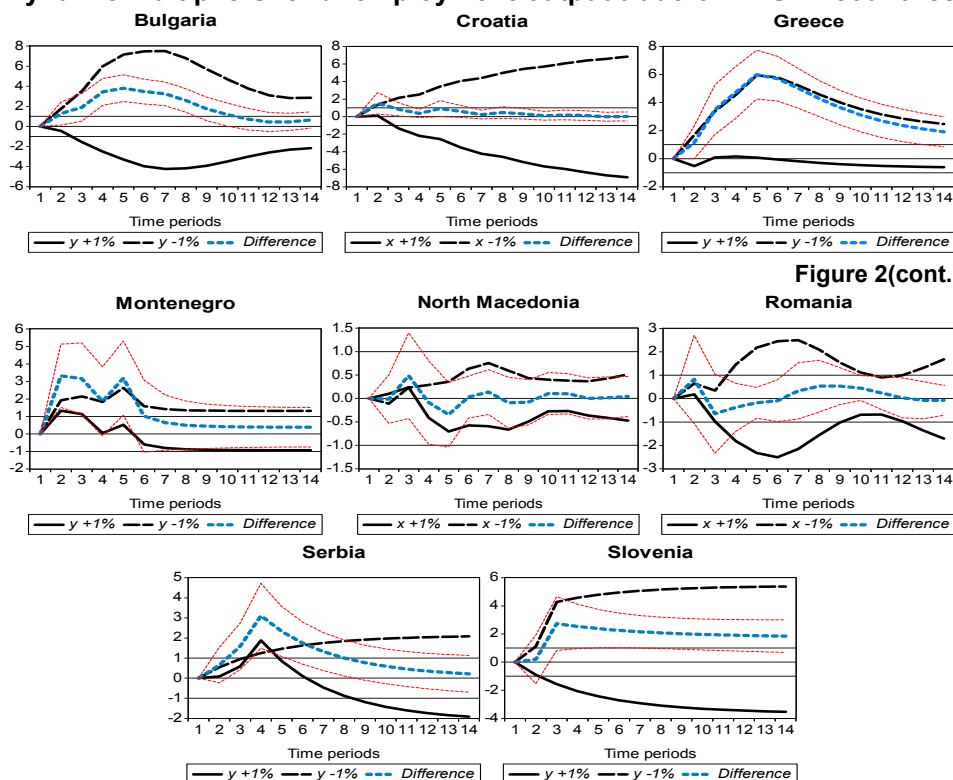 Bulgaria Croatia Greece
8 8 8
6 6 6
4 4
4
2 2
2
0 0
-2 -2
0
-4 -4
-6 -6 -2
1 2 3 4 5 6 7 8 9 10 11 12 13 14 1 2 3 4 5 6 7 8 9 10 11 12 13 14 1 2 3 4 5 6 7 8 9 10 11 12 13 14
Time periods Time periods Time periods
y +1% y -1% Difference x +1% x -1% Difference y +1% y -1% Difference
Figure 2(cont.
Montenegro North Macedonia Romania
6 1.5 3
5
1.0 2
4
3 0.5 1
2
0.0 0
1
0 -0.5 -1
-1 -1.0 -2
-2 -1.5 -3
1 2 3 4 5 6 7 8 9 10 11 12 13 14 1 2 3 4 5 6 7 8 9 10 11 12 13 14 1 2 3 4 5 6 7 8 9 10 11 12 13 14
Time periods Time periods Time periods
y +1% y -1% Difference x +1% x -1% Difference x +1% x -1% Difference
Serbia Slovenia
5 6
4
4
3
2 2
1
0
0
-1 -2
-2 -4
1 2 3 4 5 6 7 8 9 10 11 12 13 14 1 2 3 4 5 6 7 8 9 10 11 12 13 14
Time periods Time periods
y +1% y -1% Difference y +1% y -1% Difference